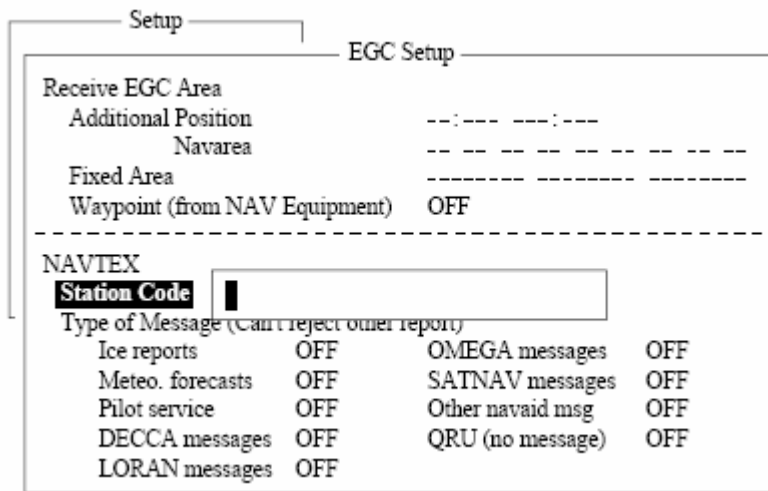 Setup
EGC Setup
Receive EGC Area
Additional Position --:--- ---:---
Navarea -- -- -- -- -- -- -- -- --
Fixed Area -------- -------- --------
Waypoint (from NAV Equipment) OFF
NAVTEX
Station Code
Type of Message (Can't reject other report)
Ice reports OFF OMEGA messages OFF
Meteo. forecasts OFF SATNAV messages OFF
Pilot service OFF Other navaid msg OFF
DECCA messages OFF QRU (no message) OFF
LORAN messages OFF